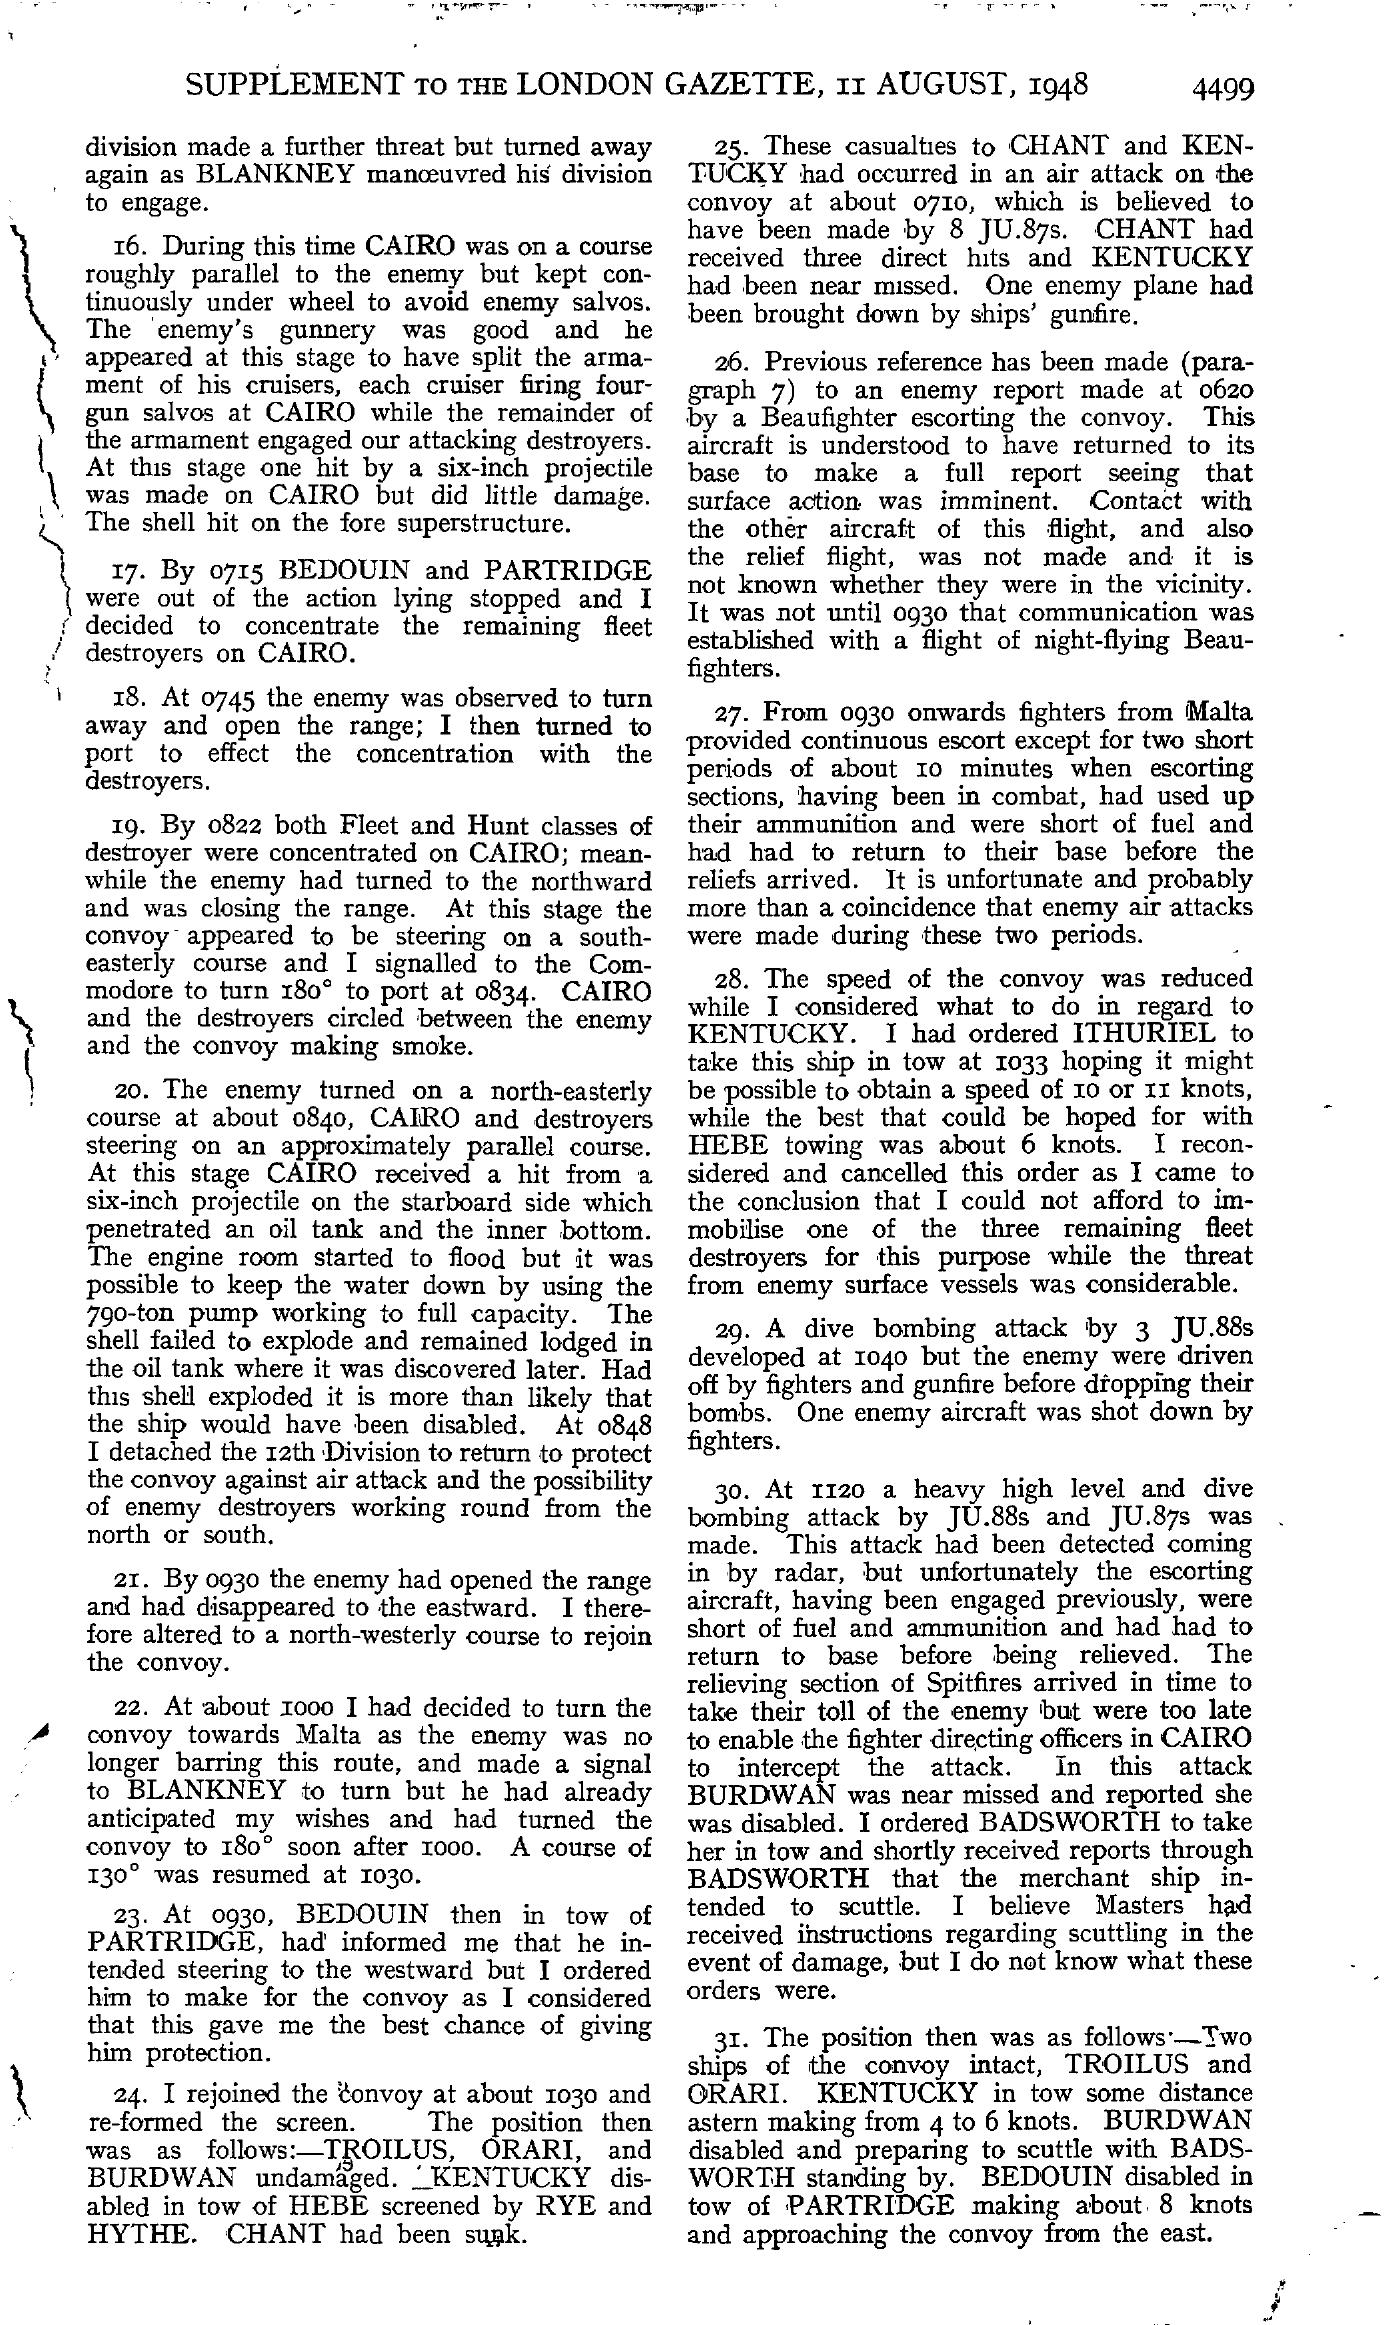 SUPPLEMENT TO THE LONDON GAZETTE, 11 AUGUST, 1948 4499
division made a further threat but turned away
again as BLANKNEY manœuvred his division
to engage.
16. During this time CAIRO was on a course
roughly parallel to the enemy but kept con-
tinuously under wheel to avoid enemy salvos.
The enemy's gunnery was good and he
appeared at this stage to have split the arma-
ment of his cruisers, each cruiser firing four-
gun salvos at CAIRO while the remainder of
the armament engaged our attacking destroyers.
At this stage one hit by a six-inch projectile
was made on CAIRO but did little damage.
The shell hit on the fore superstructure.
17. By 0715 BEDOUIN and PARTRIDGE
were out of the action lying stopped and I
decided to concentrate the remaining fleet
destroyers on CAIRO.
18. At 0745 the enemy was observed to turn
away and open the range; I then turned to
port to effect the concentration with the
destroyers.
19. By 0822 both Fleet and Hunt classes of
destroyer were concentrated on CAIRO; mean-
while the enemy had turned to the northward
and was closing the range. At this stage the
convoy appeared to be steering on a south-
easterly course and I signalled to the Com-
modore to turn 180° to port at 0834. CAIRO
and the destroyers circled between the enemy
and the convoy making smoke.
20. The enemy turned on a north-easterly
course at about 0840, CAIRO and destroyers
steering on an approximately parallel course.
At this stage CAIRO received a hit from a
six-inch projectile on the starboard side which
penetrated an oil tank and the inner bottom.
The engine room started to flood but it was
possible to keep the water down by using the
790-ton pump working to full capacity. The
shell failed to explode and remained lodged in
the oil tank where it was discovered later. Had
this shell exploded it is more than likely that
the ship would have been disabled. At 0848
I detached the 12th Division to return to protect
the convoy against air attack and the possibility
of enemy destroyers working round from the
north or south.
21. By 0930 the enemy had opened the range
and had disappeared to the eastward. I there-
fore altered to a north-westerly course to rejoin
the convoy.
22. At about 1000 I had decided to turn the
convoy towards Malta as the enemy was no
longer barring this route, and made a signal
to BLANKNEY to turn but he had already
anticipated my wishes and had turned the
convoy to 180° soon after 1000. A course of
130° was resumed at 1030.
23. At 0930, BEDOUIN then in tow of
PARTRIDGE, had informed me that he in-
tended steering to the westward but I ordered
him to make for the convoy as I considered
that this gave me the best chance of giving
him protection.
24. I rejoined the convoy at about 1030 and
re-formed the screen. The position then
was as follows:—TROILUS, ORARI, and
BURDWAN undamaged. KENTUCKY dis-
abled in tow of HEBE screened by RYE and
HYTHE. CHANT had been sunk.
25. These casualties to CHANT and KEN-
TUCKY had occurred in an air attack on the
convoy at about 0710, which is believed to
have been made by 8 JU.87s. CHANT had
received three direct hits and KENTUCKY
had been near missed. One enemy plane had
been brought down by ships' gunfire.
26. Previous reference has been made (para-
graph 7) to an enemy report made at 0620
by a Beaufighter escorting the convoy. This
aircraft is understood to have returned to its
base to make a full report seeing that
surface action was imminent. Contact with
the other aircraft of this flight, and also
the relief flight, was not made and it is
not known whether they were in the vicinity.
It was not until 0930 that communication was
established with a flight of night-flying Beau-
fighters.
27. From 0930 onwards fighters from Malta
provided continuous escort except for two short
periods of about 10 minutes when escorting
sections, having been in combat, had used up
their ammunition and were short of fuel and
had had to return to their base before the
reliefs arrived. It is unfortunate and probably
more than a coincidence that enemy air attacks
were made during these two periods.
28. The speed of the convoy was reduced
while I considered what to do in regard to
KENTUCKY. I had ordered ITHURIEL to
take this ship in tow at 1033 hoping it might
be possible to obtain a speed of 10 or 11 knots,
while the best that could be hoped for with
HEBE towing was about 6 knots. I recon-
sidered and cancelled this order as I came to
the conclusion that I could not afford to im-
mobilise one of the three remaining fleet
destroyers for this purpose while the threat
from enemy surface vessels was considerable.
29. A dive bombing attack by 3 JU.88s
developed at 1040 but the enemy were driven
off by fighters and gunfire before dropping their
bombs. One enemy aircraft was shot down by
fighters.
30. At 1120 a heavy high level and dive
bombing attack by JU.88s and JU.87s was
made. This attack had been detected coming
in by radar, but unfortunately the escorting
aircraft, having been engaged previously, were
short of fuel and ammunition and had had to
return to base before being relieved. The
relieving section of Spitfires arrived in time to
take their toll of the enemy but were too late
to enable the fighter directing officers in CAIRO
to intercept the attack. In this attack
BURDWAN was near missed and reported she
was disabled. I ordered BADSWORTH to take
her in tow and shortly received reports through
BADSWORTH that the merchant ship in-
tended to scuttle. I believe Masters had
received instructions regarding scuttling in the
event of damage, but I do not know what these
orders were.
31. The position then was as follows:—Two
ships of the convoy intact, TROILUS and
ORARI. KENTUCKY in tow some distance
astern making from 4 to 6 knots. BURDWAN
disabled and preparing to scuttle with BADS-
WORTH standing by. BEDOUIN disabled in
tow of PARTRIDGE making about 8 knots
and approaching the convoy from the east.